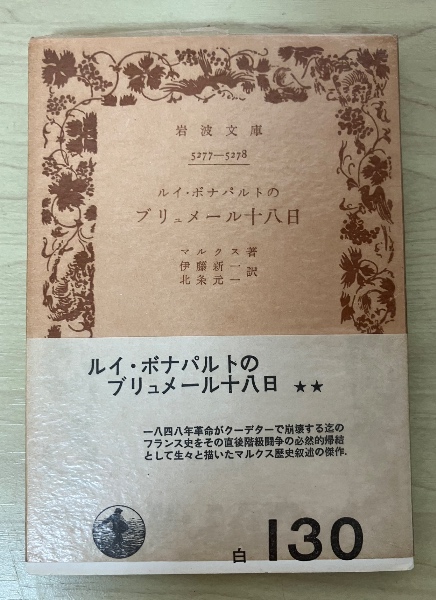 岩波文庫
5277—5278
ルイ・ボナパルトの
ブリュメール十八日
マルクス著
伊藤新一
北条元一訳
ルイ・ボナパルトの
ブリュメール十八日 ★★
一八四八年革命がクーデターで崩壊する迄の
フランス史をその直後階級闘争の必然的帰結
として生々と描いたマルクス歴史叙述の傑作.
白 130